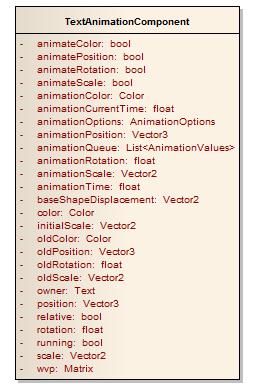 TextAnimationComponent
- animateColor: bool
- animatePosition: bool
- animateRotation: bool
- animateScale: bool
- animationColor: Color
- animationCurrentTime: float
- animationOptions: AnimationOptions
- animationPosition: Vector3
- animationQueue: List<AnimationValues>
- animationRotation: float
- animationScale: Vector2
- animationTime: float
- baseShapeDisplacement: Vector2
- color: Color
- initialScale: Vector2
- oldColor: Color
- oldPosition: Vector3
- oldRotation: float
- oldScale: Vector2
- owner: Text
- position: Vector3
- relative: bool
- rotation: float
- running: bool
- scale: Vector2
- wvp: Matrix